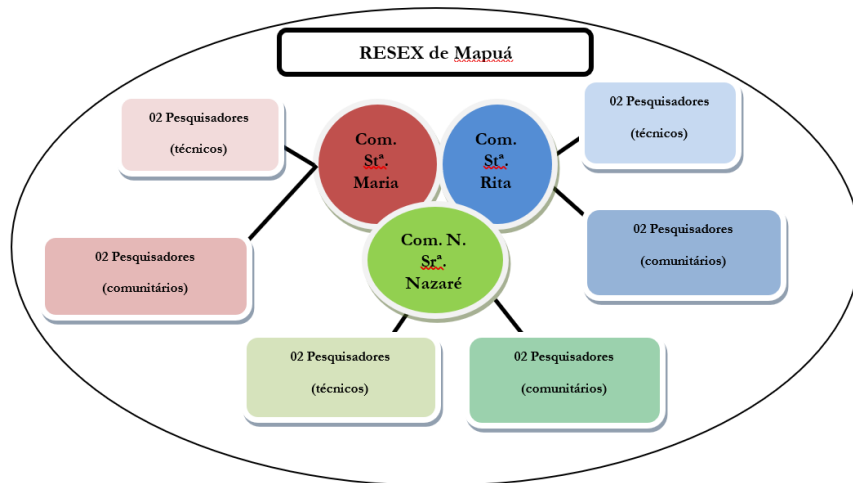 RESEX de Mapuá
02 Pesquisadores
(técnicos)
Com.
Stª.
Maria
Com.
Stª.
Rita
02 Pesquisadores
(técnicos)
02 Pesquisadores
(comunitários)
Com. N.
Srª.
Nazaré
02 Pesquisadores
(comunitários)
02 Pesquisadores
(técnicos)
02 Pesquisadores
(comunitários)